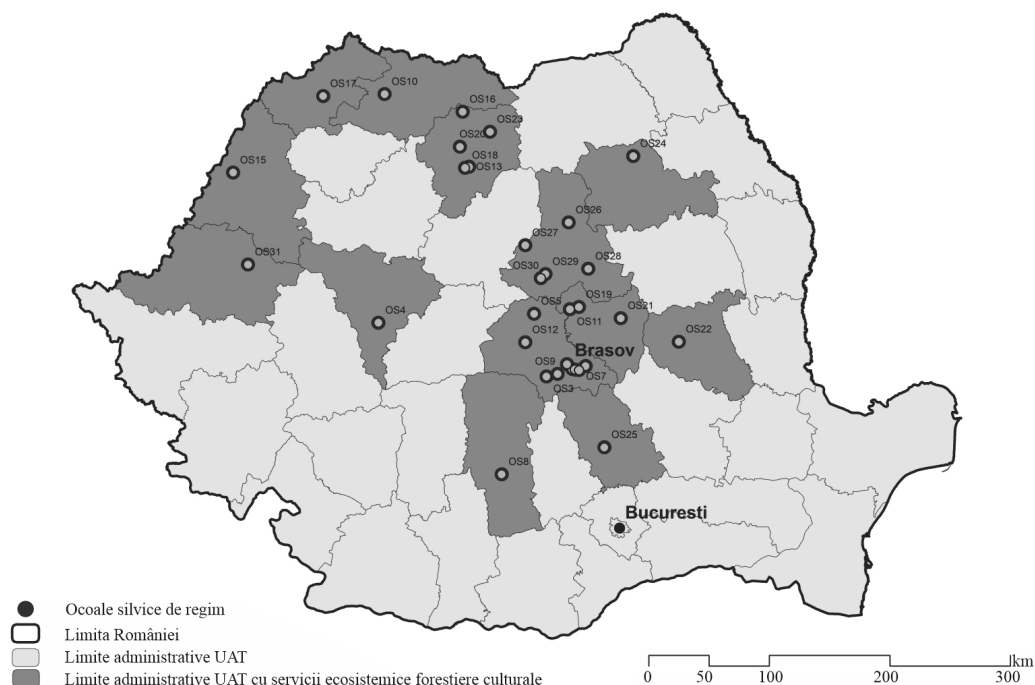 OS17
OS10
OS16
OS23
OS20
OS24
OS18
OS13
OS15
OS26
OS27
OS31
OS29
OS28
OS30
OS19
OS5
OS21
OS4
OS11
OS12
OS22
Brasov
OS9
OS7
OS3
OS25
OS8
Bucuresti
Ocoale silvice de regim
Limita României
Limite administrative UAT
Limite administrative UAT cu servicii ecosistemice forestiere culturale
km
0 50 100 200 300